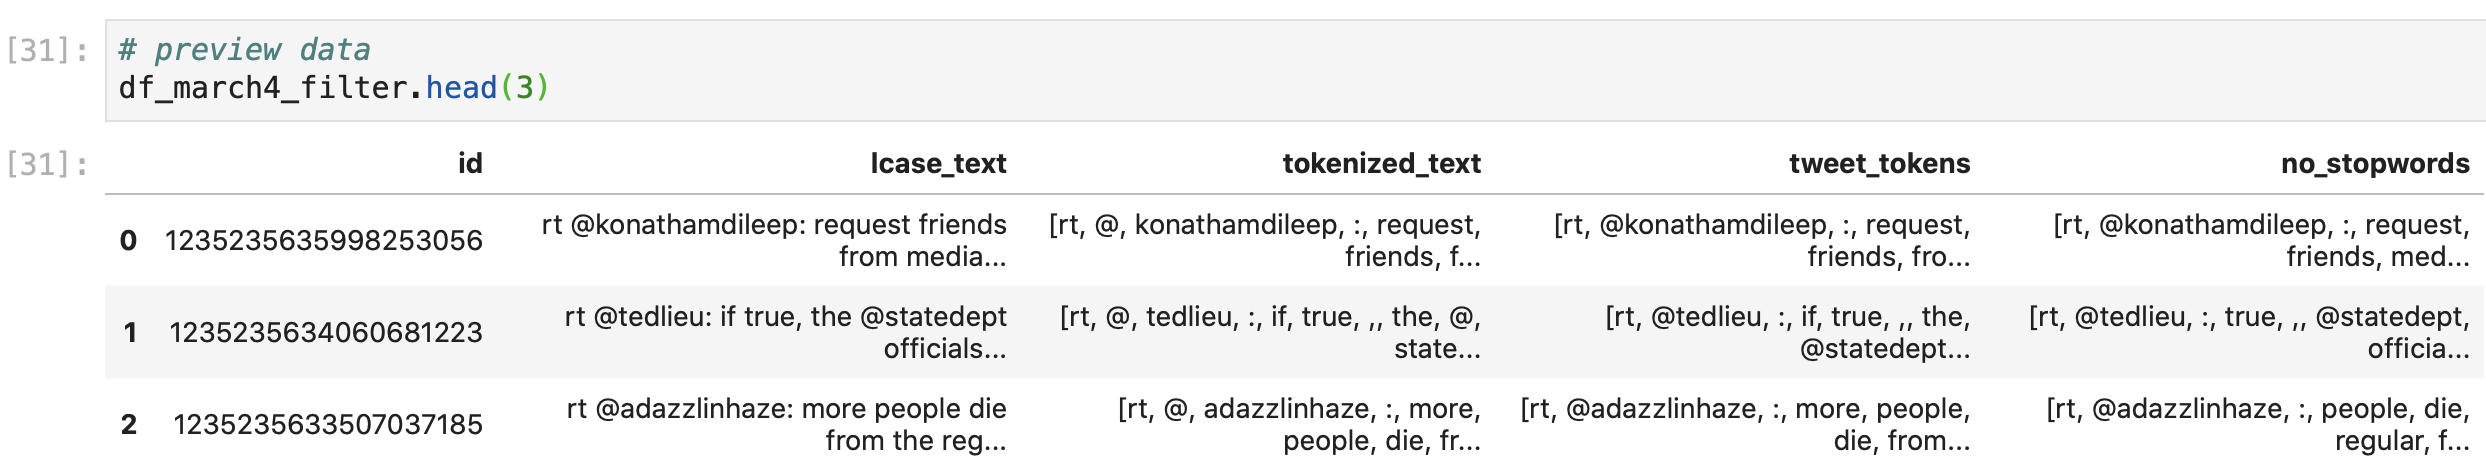 [31]: # preview data
df_march4_filter.head(3)
[31]: id lcase_text tokenized_text tweet_tokens no_stopwords
0 1235235635998253056 rt @konathamdileep: request friends from media... [rt, @, konathamdileep, :, request, friends, f... [rt, @konathamdileep, :, request, friends, fro... [rt, @konathamdileep, :, request, friends, med...
1 1235235634060681223 rt @tedlieu: if true, the @statedept officials... [rt, @, tedlieu, :, if, true, ,, the, @, state... [rt, @tedlieu, :, if, true, ,, the, @statedept... [rt, @tedlieu, :, true, ,, @statedept, officia...
2 1235235633507037185 rt @adazzlinhaze: more people die from the reg... [rt, @, adazzlinhaze, :, more, people, die, fr... [rt, @adazzlinhaze, :, more, people, die, from... [rt, @adazzlinhaze, :, people, die, regular, f...